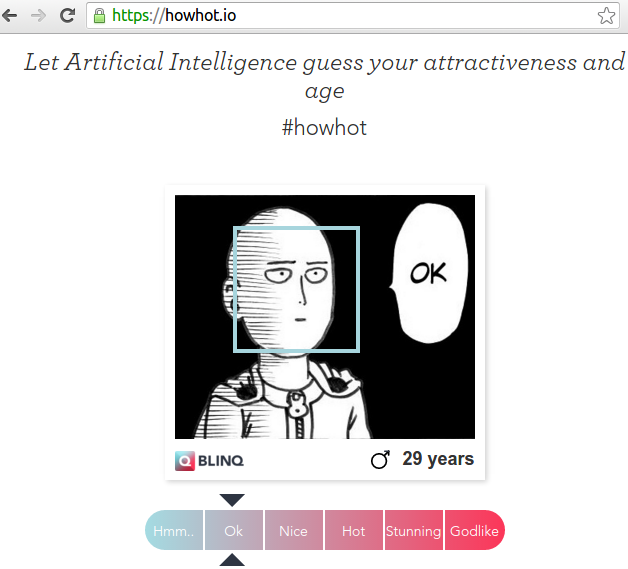 https://howhot.io
Let Artificial Intelligence guess your attractiveness and
age
#howhot
OK
BLINQ
29 years
Hmm..
Ok
Nice
Hot
Stunning
Godlike